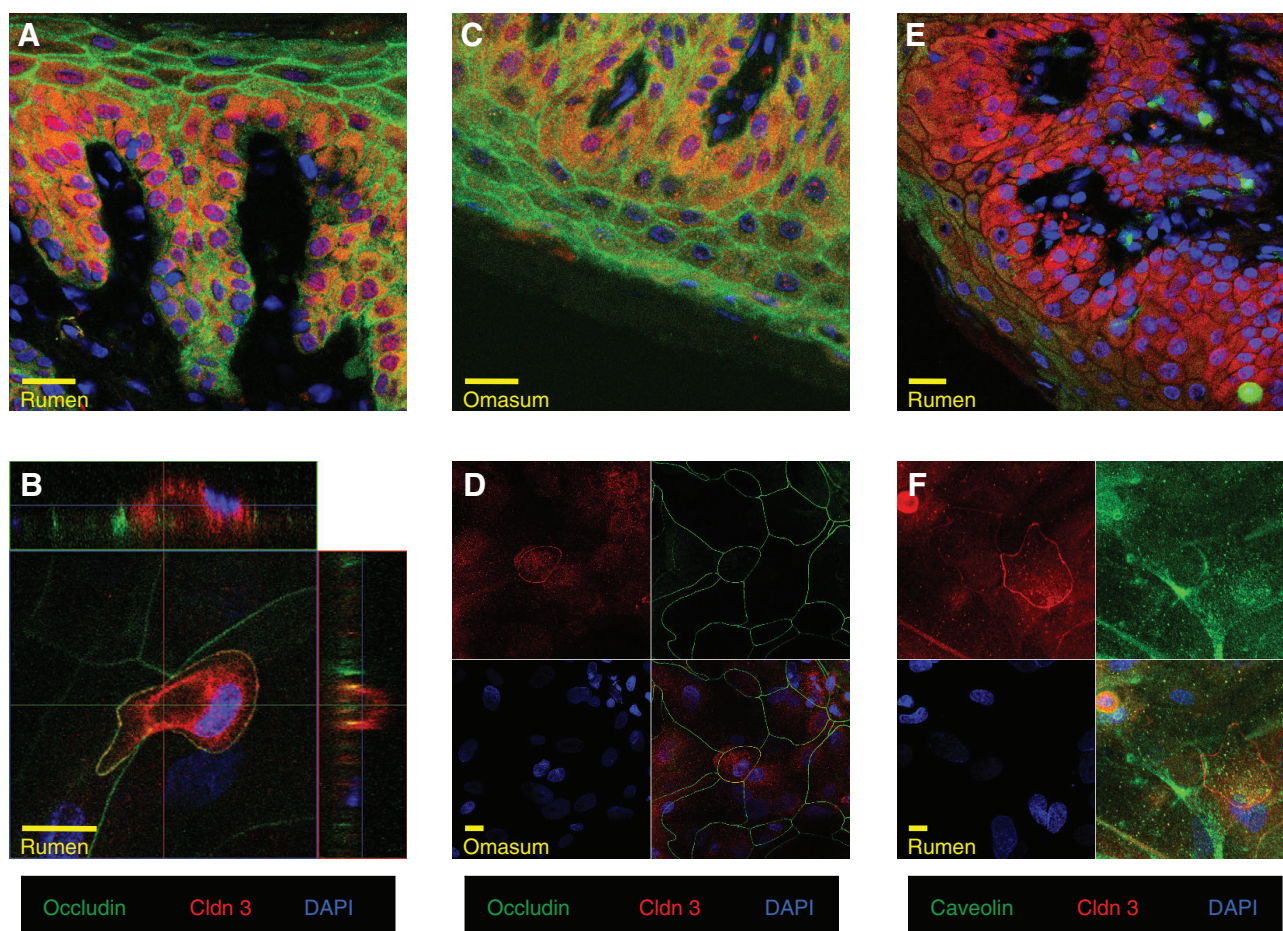 A
C
E
Rumen
Omasum
Rumen
B
D
F
Rumen
Omasum
Rumen
Occludin Cldn 3 DAPI
Occludin Cldn 3 DAPI
Caveolin Cldn 3 DAPI